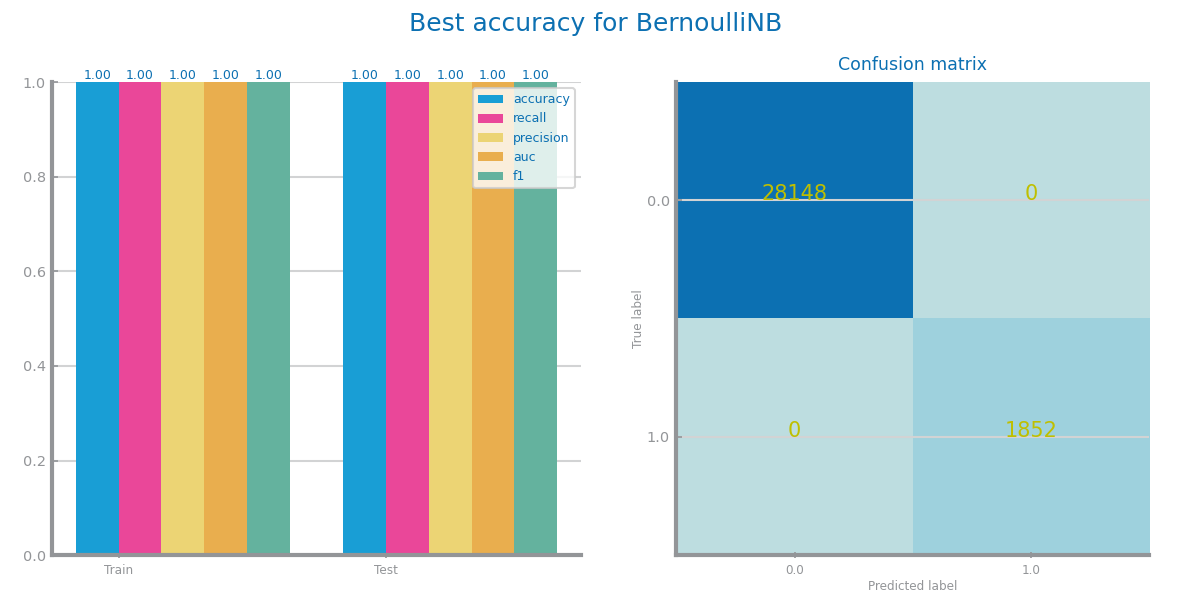 Best accuracy for BernoulliNB
1.00 1.00 1.00 1.00 1.00 1.00 1.00 1.00 1.00 1.00
1.0
0.8
0.6
0.4
0.2
0.0
Train Test
accuracy
recall
precision
auc
f1
Confusion matrix
True label
0.0
1.0
28148 0
0 1852
0.0 1.0
Predicted label